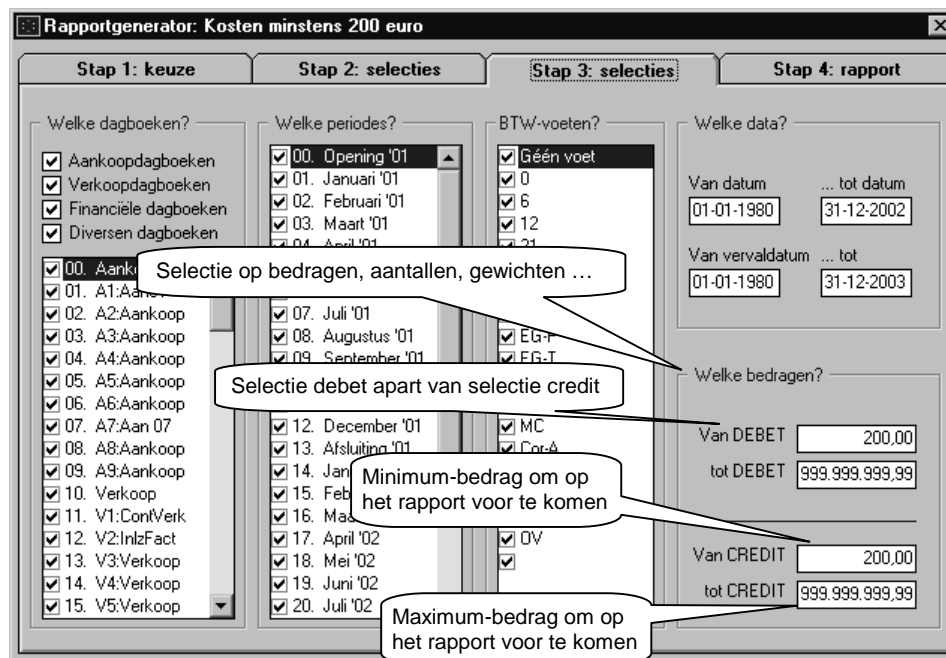 Rapportgenerator: Kosten minstens 200 euro
Stap 1: keuze
Stap 2: selecties
Stap 3: selecties
Stap 4: rapport
Welke dagboeken?
Aankoopdagboeken
Verkoopdagboeken
Financiële dagboeken
Diversen dagboeken
00. Aank
01. A1:Aan
02. A2:Aankoop
03. A3:Aankoop
04. A4:Aankoop
05. A5:Aankoop
06. A6:Aankoop
07. A7:Aan 07
08. A8:Aankoop
09. A9:Aankoop
10. Verkoop
11. V1:ContVerk
12. V2:InlzFact
13. V3:Verkoop
14. V4:Verkoop
15. V5:Verkoop
Welke periodes?
00. Opening '01
01. Januari '01
02. Februari '01
03. Maart '01
04. April '01
07. Juli '01
08. Augustus '01
09. September '01
12. December '01
13. Afsluiting '01
14. Jan
15. Feb
16. Maa
17. April '02
18. Mei '02
19. Juni '02
20. Juli '02
BTW-voeten?
Géén voet
0
6
12
21
EG-F
EG-T
MC
Cor-A
OV
Welke data?
Van datum ... tot datum
01-01-1980 31-12-2002
Van vervaldatum ... tot
01-01-1980 31-12-2003
Welke bedragen?
Van DEBET 200,00
tot DEBET 999.999.999,99
Van CREDIT 200,00
tot CREDIT 999.999.999,99
Selectie op bedragen, aantallen, gewichten …
Selectie debet apart van selectie credit
Minimum-bedrag om op
het rapport voor te komen
Maximum-bedrag om op
het rapport voor te komen